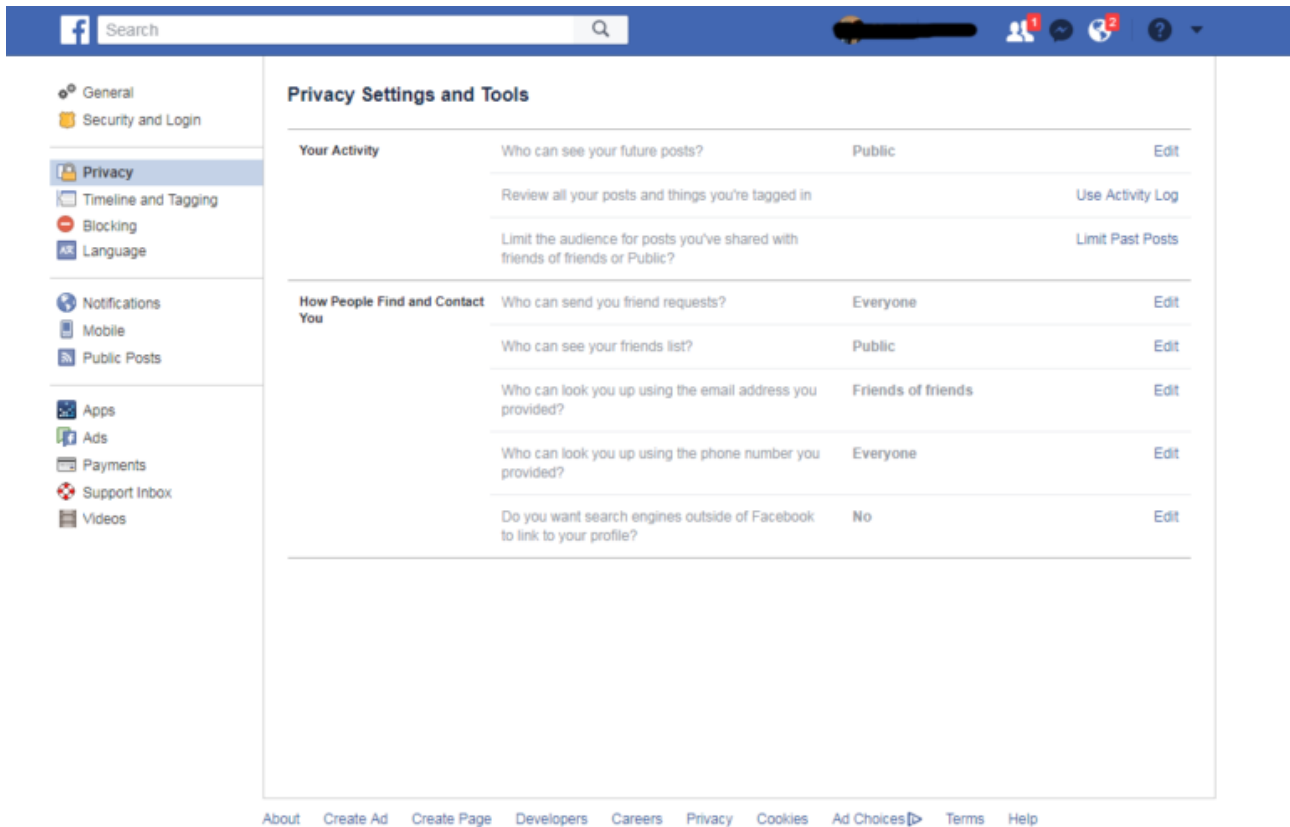 f Search
1 2 ?
General
Security and Login
Privacy
Timeline and Tagging
Blocking
Language
Notifications
Mobile
Public Posts
Apps
Ads
Payments
Support Inbox
Videos
Privacy Settings and Tools
Your Activity Who can see your future posts? Public Edit
Review all your posts and things you're tagged in Use Activity Log
Limit the audience for posts you've shared with Limit Past Posts
friends of friends or Public?
How People Find and Contact Who can send you friend requests? Everyone Edit
You
Who can see your friends list? Public Edit
Who can look you up using the email address you Friends of friends Edit
provided?
Who can look you up using the phone number you Everyone Edit
provided?
Do you want search engines outside of Facebook No Edit
to link to your profile?
About Create Ad Create Page Developers Careers Privacy Cookies Ad Choices Terms Help